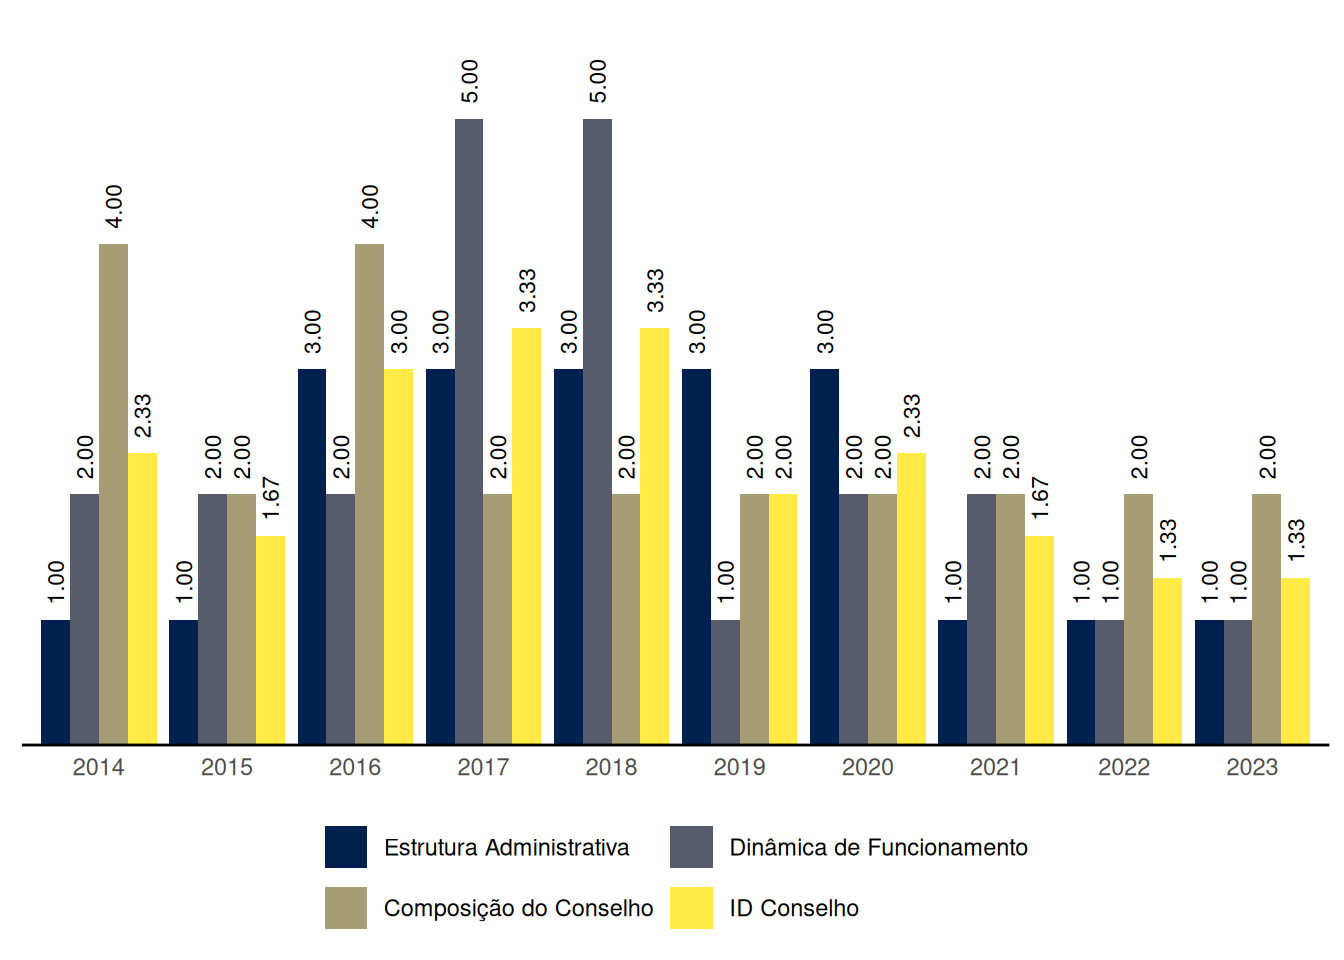 5.00 5.00
4.00 4.00
3.33 3.33
3.00 3.00 3.00 3.00 3.00 3.00
2.33 2.33
2.00 2.00 2.00 2.00 2.00 2.00 2.00 2.00 2.00 2.00 2.00 2.00 2.00 2.00
1.67 1.67
1.33 1.33
1.00 1.00 1.00 1.00 1.00 1.00 1.00 1.00
2014 2015 2016 2017 2018 2019 2020 2021 2022 2023
Estrutura Administrativa Dinâmica de Funcionamento
Composição do Conselho ID Conselho